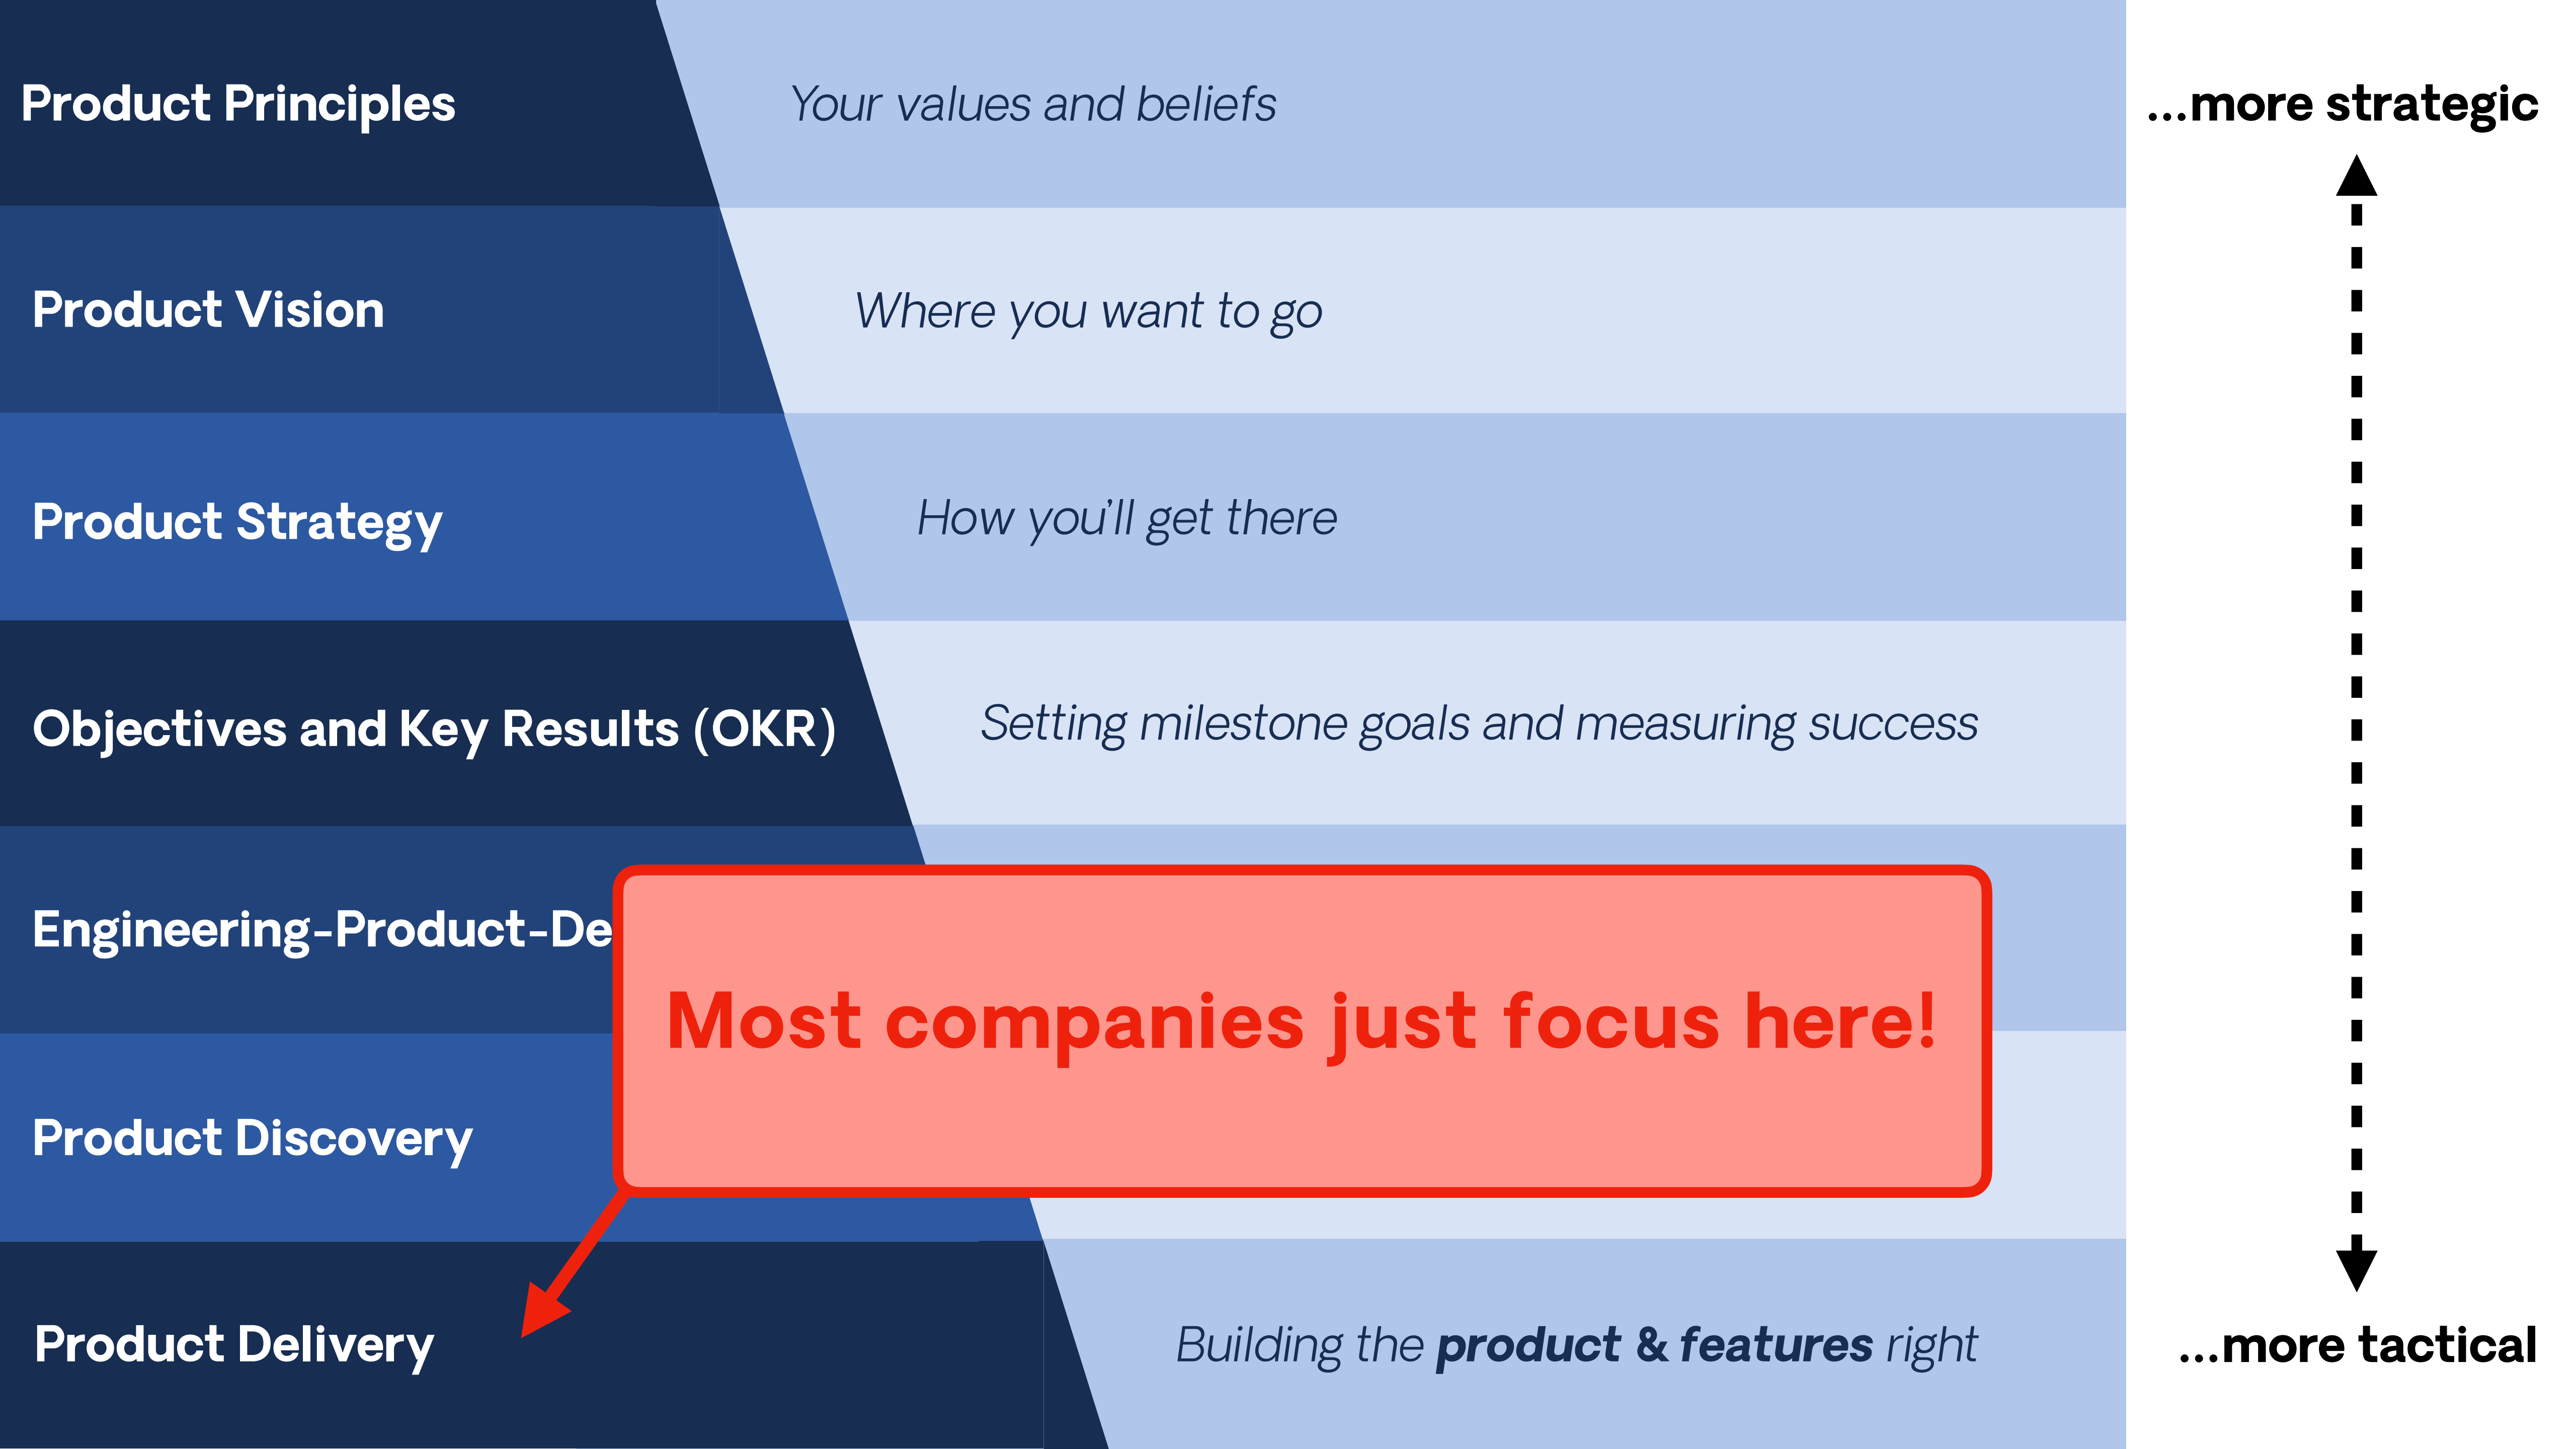 Product Principles
Your values and beliefs
...more strategic
Product Vision
Where you want to go
Product Strategy
How you’ll get there
Objectives and Key Results (OKR)
Setting milestone goals and measuring success
Engineering-Product-De
Most companies just focus here!
Product Discovery
Product Delivery
Building the product & features right
...more tactical